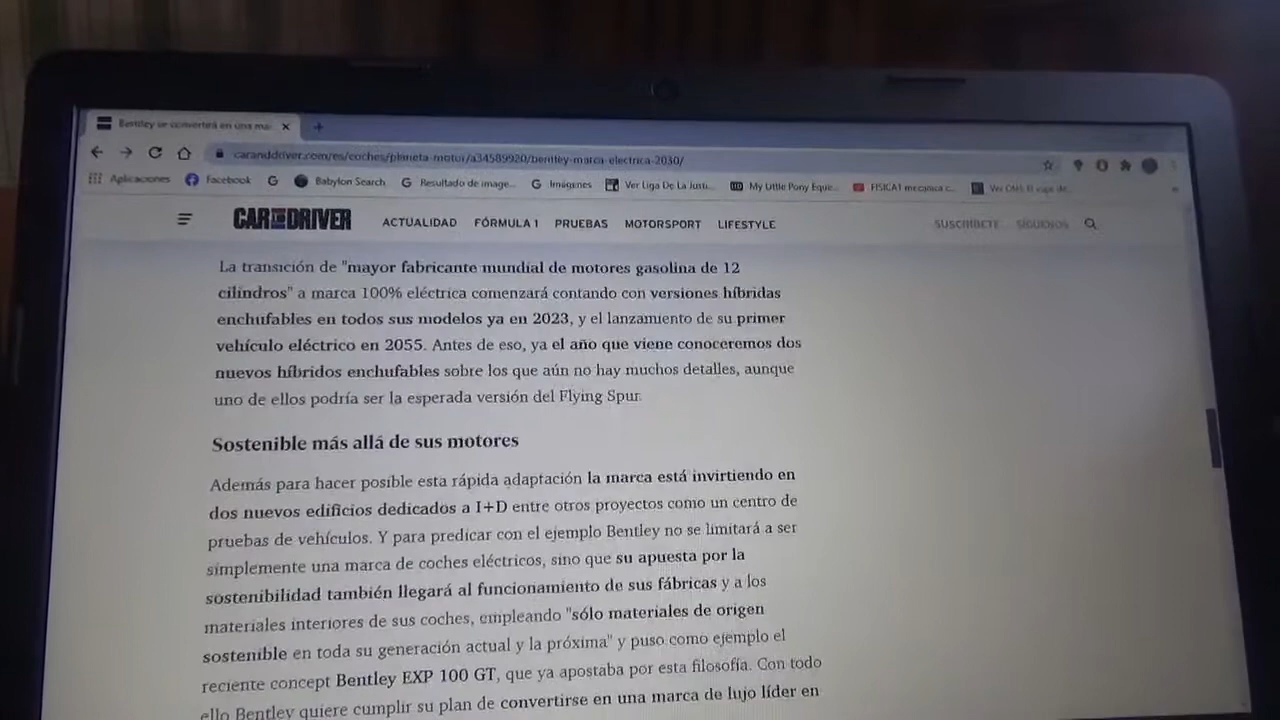 Bentley se convertirá en una ma
caranddriver.com/es/coches/planeta-motor/a34589920/bentley-marca-electrica-2030/
Aplicaciones Facebook Babylon Search Resultado de image... Imágenes Ver Liga De La Justi... My Little Pony Eque... FISICA1 mecanica c...
CAR AND DRIVER ACTUALIDAD FÓRMULA 1 PRUEBAS MOTORSPORT LIFESTYLE SUSCRÍBETE SÍGUENOS
La transición de "mayor fabricante mundial de motores gasolina de 12
cilindros" a marca 100% eléctrica comenzará contando con versiones híbridas
enchufables en todos sus modelos ya en 2023, y el lanzamiento de su primer
vehículo eléctrico en 2055. Antes de eso, ya el año que viene conoceremos dos
nuevos híbridos enchufables sobre los que aún no hay muchos detalles, aunque
uno de ellos podría ser la esperada versión del Flying Spur.
Sostenible más allá de sus motores
Además para hacer posible esta rápida adaptación la marca está invirtiendo en
dos nuevos edificios dedicados a I+D entre otros proyectos como un centro de
pruebas de vehículos. Y para predicar con el ejemplo Bentley no se limitará a ser
simplemente una marca de coches eléctricos, sino que su apuesta por la
sostenibilidad también llegará al funcionamiento de sus fábricas y a los
materiales interiores de sus coches, empleando "sólo materiales de origen
sostenible en toda su generación actual y la próxima" y puso como ejemplo el
reciente concept Bentley EXP 100 GT, que ya apostaba por esta filosofía. Con todo
ello Bentley quiere cumplir su plan de convertirse en una marca de lujo líder en